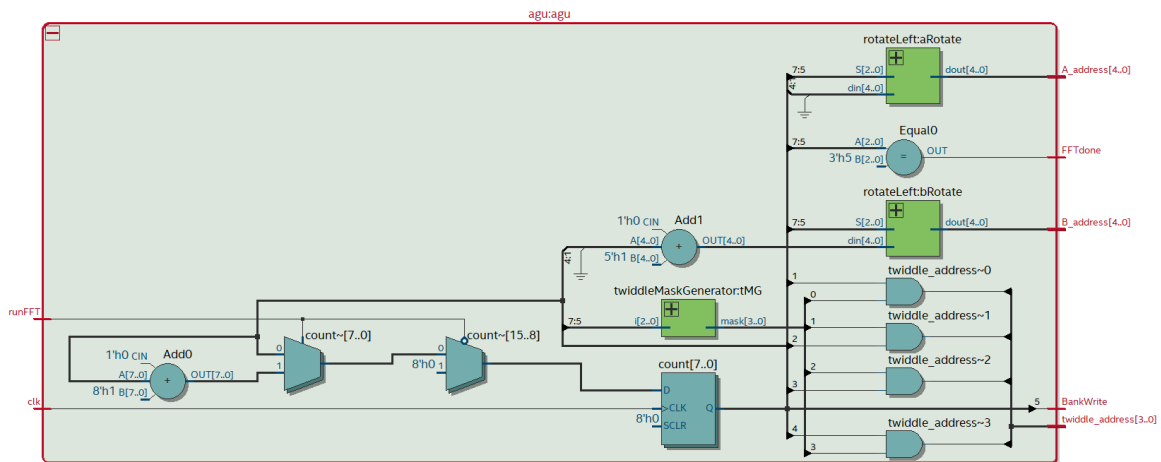 agu:agu
rotateLeft:aRotate
7:5
S[2..0]
dout[4..0]
A_address[4..0]
4:1
din[4..0]
Equal0
7:5
A[2..0]
OUT
FFTdone
3'h5
B[2..0]
=
rotateLeft:bRotate
1'h0
CIN
Add1
7:5
S[2..0]
dout[4..0]
B_address[4..0]
A[4..0]
+
OUT[4..0]
din[4..0]
4:1
5'h1
B[4..0]
twiddle_address~0
1
twiddleMaskGenerator:tMG
0
runFFT
twiddle_address~1
7:5
i[2..0]
mask[3..0]
1
count~[7..0]
count~[15..8]
2
1'h0
CIN
Add0
0
0
twiddle_address~2
8'h0
1
count[7..0]
2
A[7..0]
+
OUT[7..0]
1
8'h1
B[7..0]
D
3
clk
>CLK
Q
5
BankWrite
8'h0
SCLR
twiddle_address~3
twiddle_address[3..0]
4
3